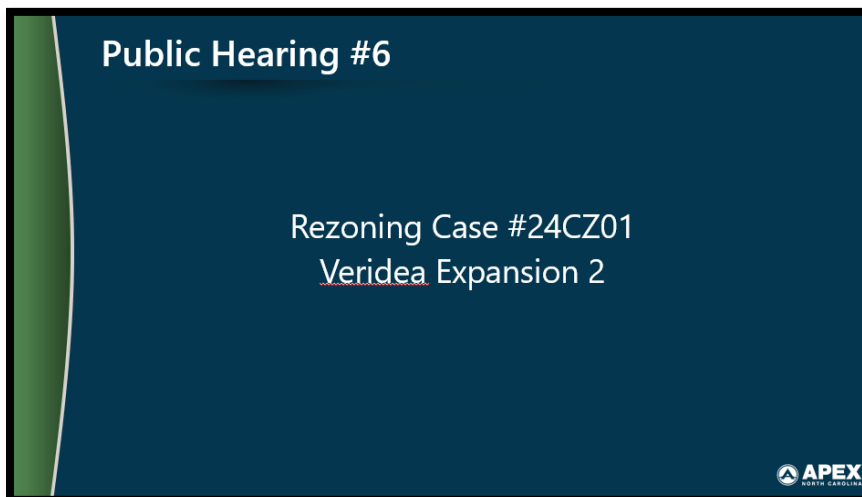 Public Hearing #6
Rezoning Case #24CZ01
Veridea Expansion 2
APEX
NORTH CAROLINA